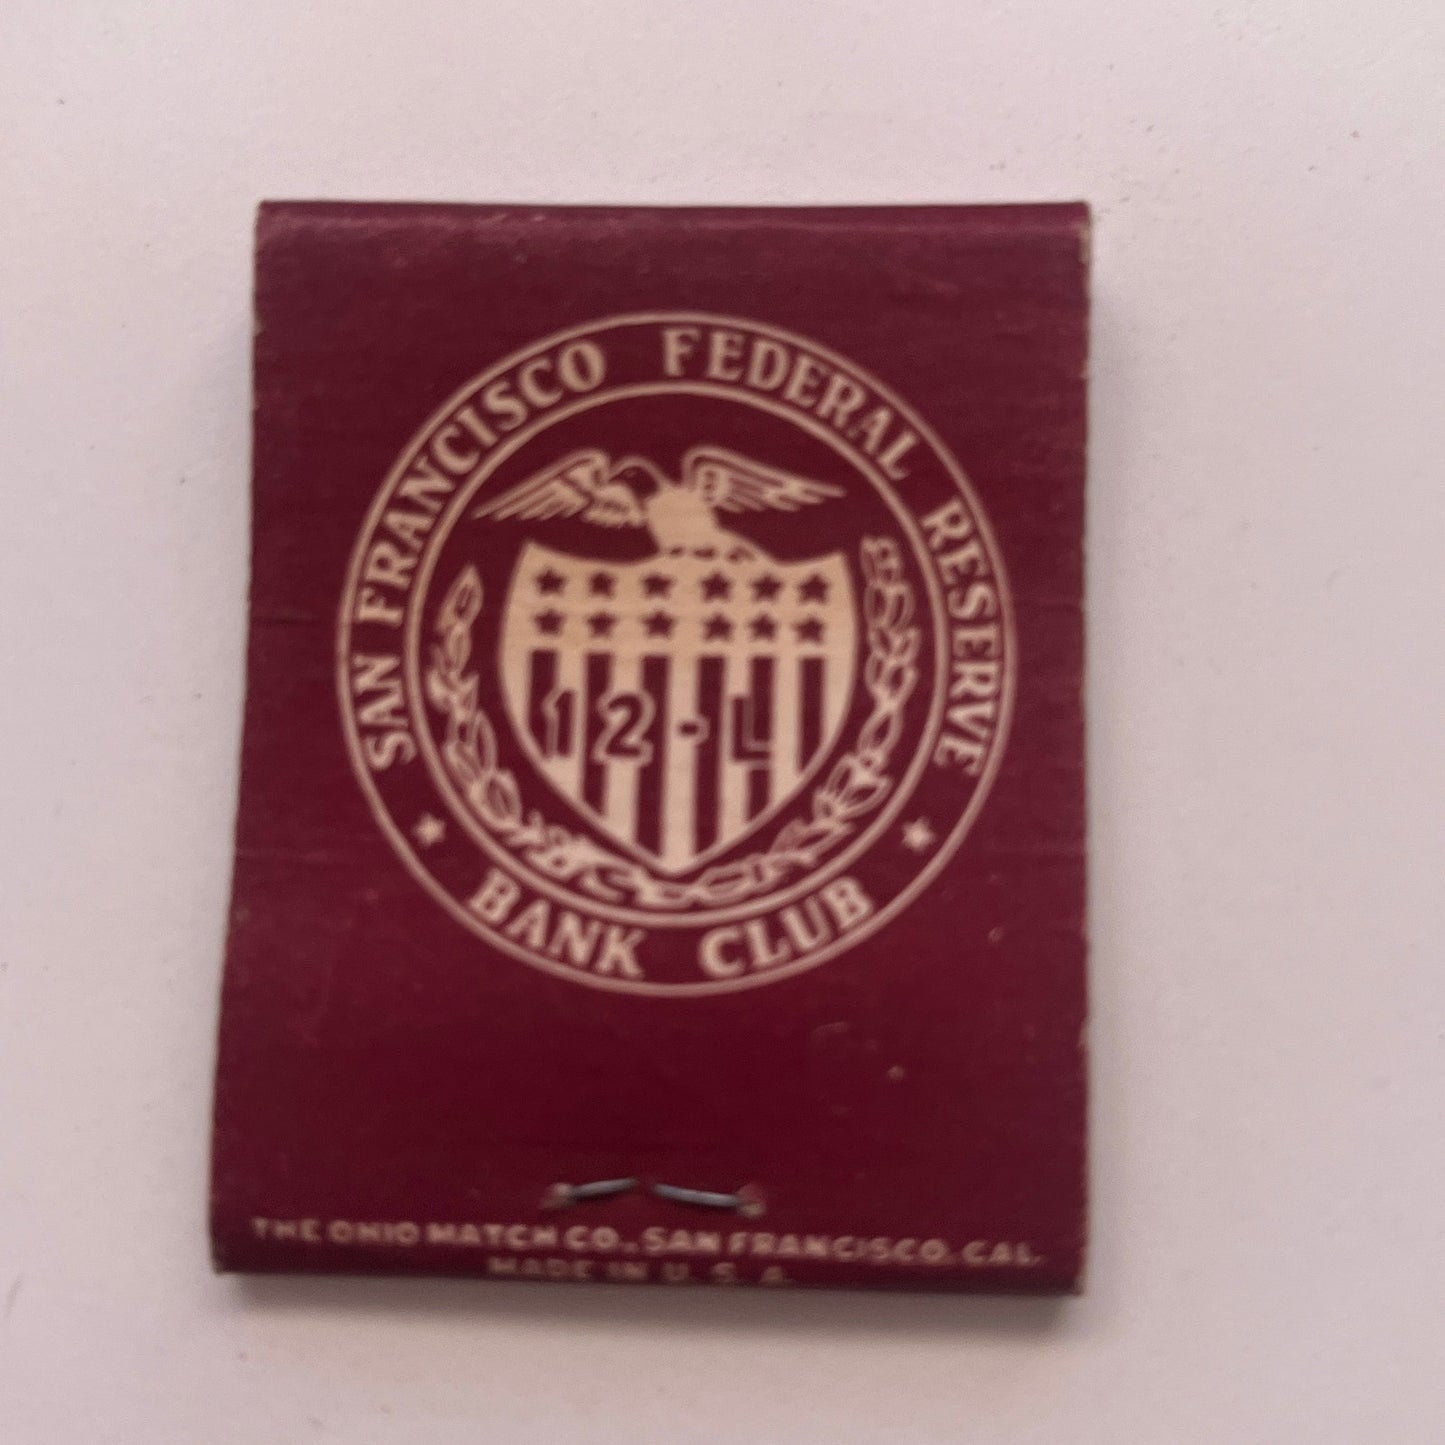 SAN FRANCISCO FEDERAL RESERVE
BANK CLUB
12-L
THE OHIO MATCH CO., SAN FRANCISCO, CAL.
MADE IN U. S. A.